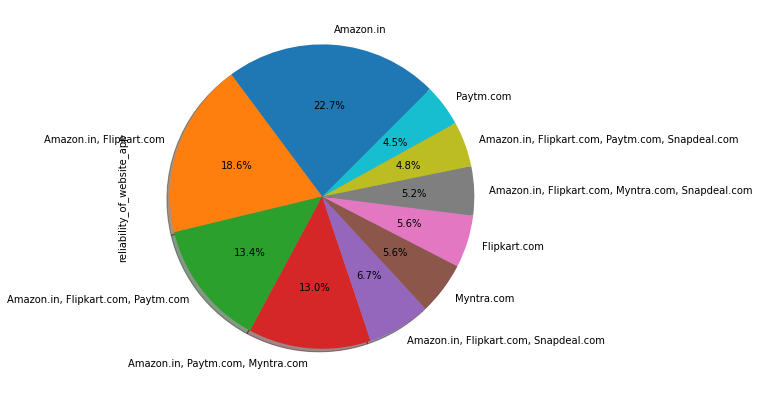 Amazon.in
22.7%
Paytm.com
4.5%
Amazon.in, Flipkart.com, Paytm.com, Snapdeal.com
4.8%
Amazon.in, Flipkart.com, Myntra.com, Snapdeal.com
5.2%
Flipkart.com
5.6%
Myntra.com
5.6%
Amazon.in, Flipkart.com, Snapdeal.com
6.7%
Amazon.in, Paytm.com, Myntra.com
13.0%
Amazon.in, Flipkart.com, Paytm.com
13.4%
Amazon.in, Flipkart.com
18.6%
reliability_of_website_app